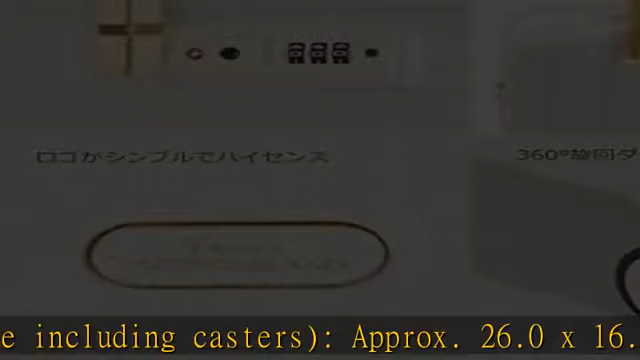 ロゴがシンプルでハイセンス
360°旋回ダ
e including casters): Approx. 26.0 x 16.